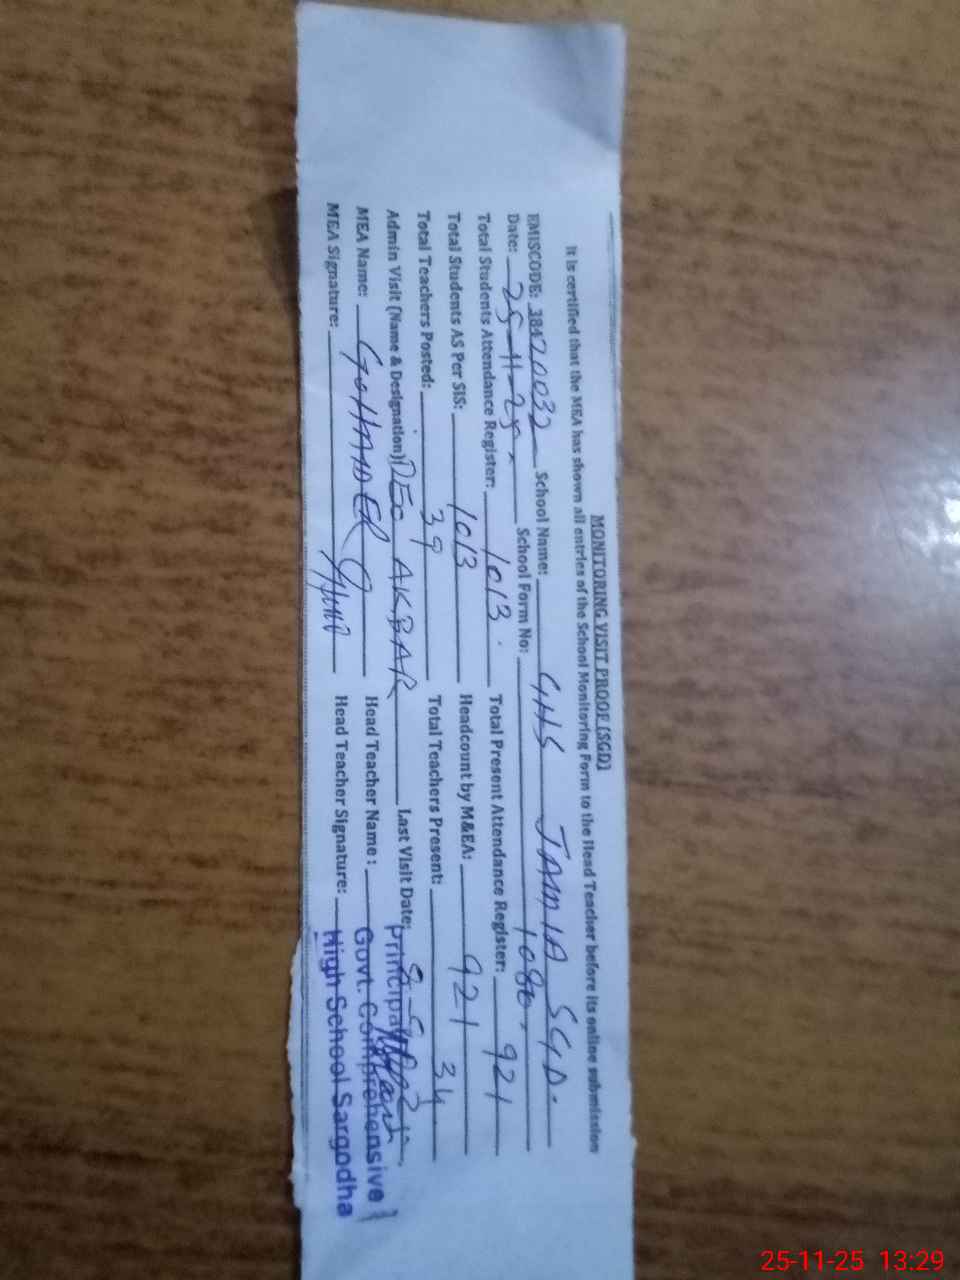 MONITORING VISIT PROOF (SGD)
It is certified that the MEA has shown all entries of the School Monitoring Form to the Head Teacher before its online submission
EMISCODE: 38420032 School Name: GHS JAMIA SGD.
Date: 25-11-25 School Form No: 1080
Total Students Attendance Register: 1013 Total Present Attendance Register: 921
Total Students AS Per SIS: 1013 Headcount by M&EA: 921
Total Teachers Posted: 39 Total Teachers Present: 34
Admin Visit (Name & Designation) DEO AKBAR Last Visit Date:
MEA Name: Head Teacher Name :
MEA Signature: Head Teacher Signature:
Principal
Govt. Comprehensive
High School Sargodha
25-11-25 13:29